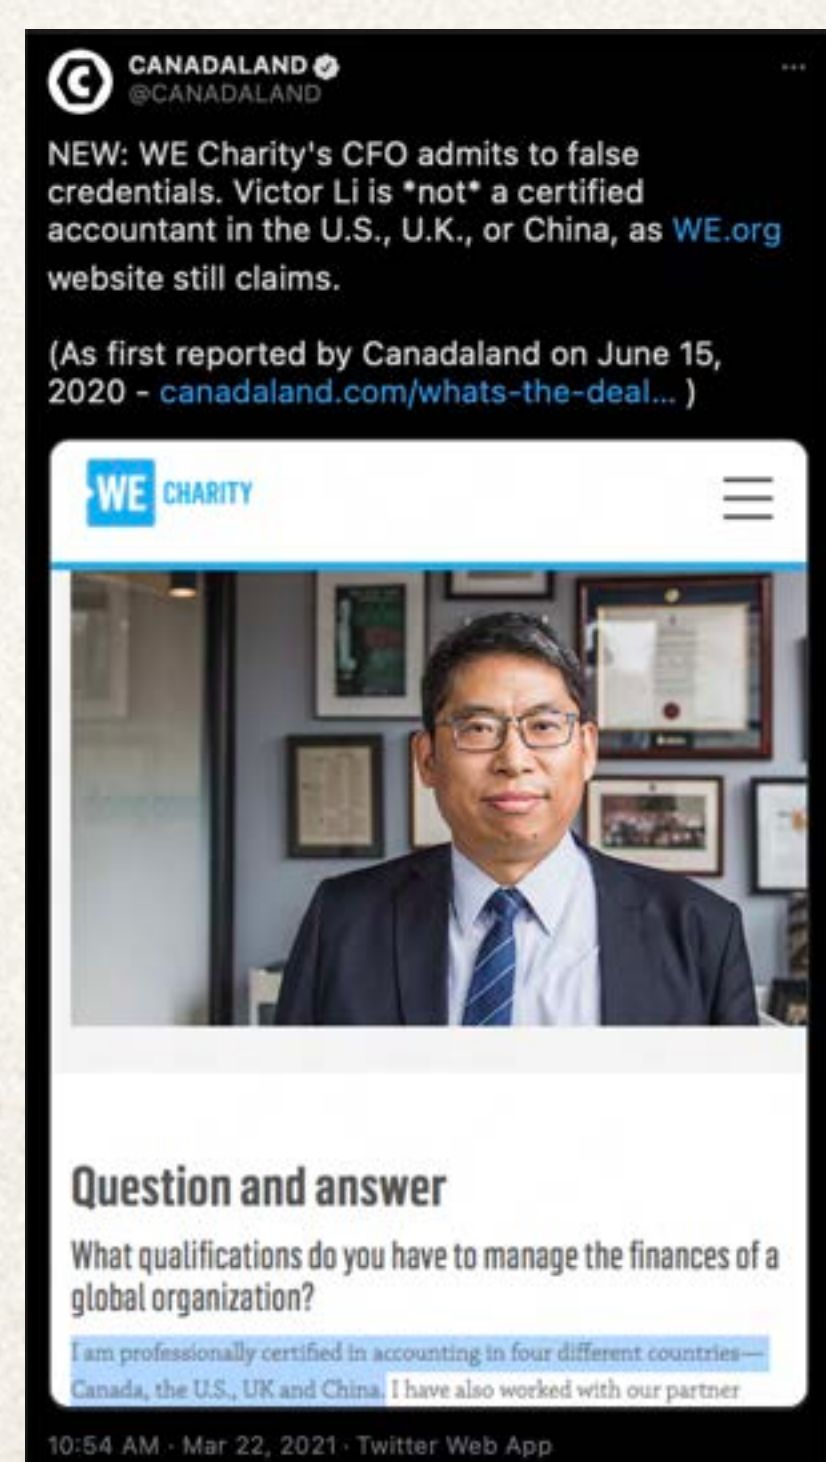 CANADALAND
@CANADALAND
NEW: WE Charity's CFO admits to false
credentials. Victor Li is *not* a certified
accountant in the U.S., U.K., or China, as WE.org
website still claims.
(As first reported by Canadaland on June 15,
2020 - canadaland.com/whats-the-deal... )
WE CHARITY
Question and answer
What qualifications do you have to manage the finances of a
global organization?
I am professionally certified in accounting in four different countries—
Canada, the U.S., UK and China. I have also worked with our partner
10:54 AM · Mar 22, 2021 · Twitter Web App